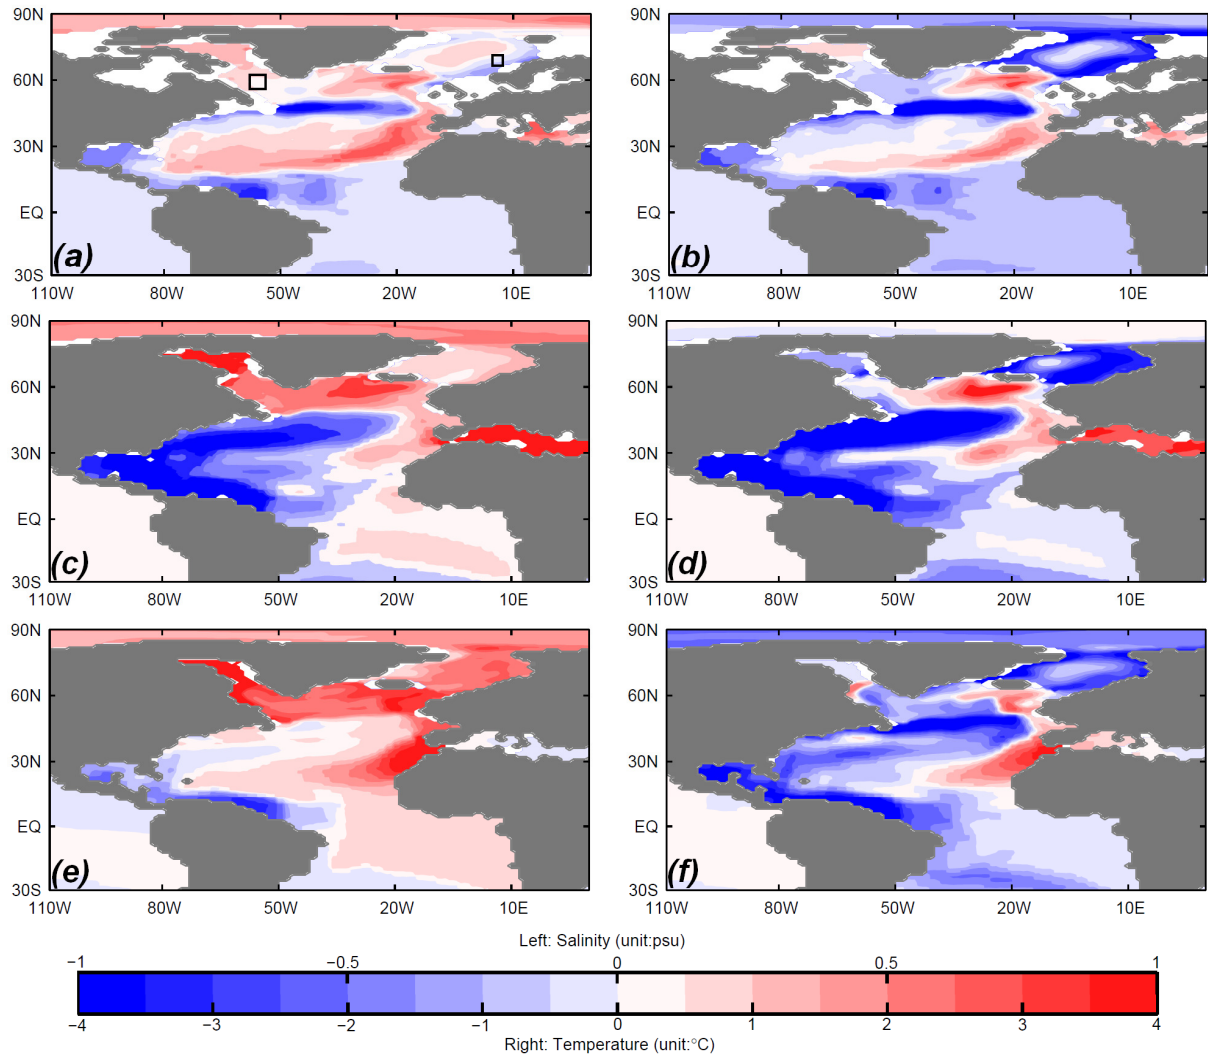 90N 90N
60N 60N
30N 30N
EQ EQ
(a) (b)
30S 30S
110W 80W 50W 20W 10E 110W 80W 50W 20W 10E
90N 90N
60N 60N
30N 30N
EQ EQ
(c) (d)
30S 30S
110W 80W 50W 20W 10E 110W 80W 50W 20W 10E
90N 90N
60N 60N
30N 30N
EQ EQ
(e) (f)
30S 30S
110W 80W 50W 20W 10E 110W 80W 50W 20W 10E
Left: Salinity (unit:psu)
−1 −0.5 0 0.5 1
−4 −3 −2 −1 0 1 2 3 4
Right: Temperature (unit:°C)